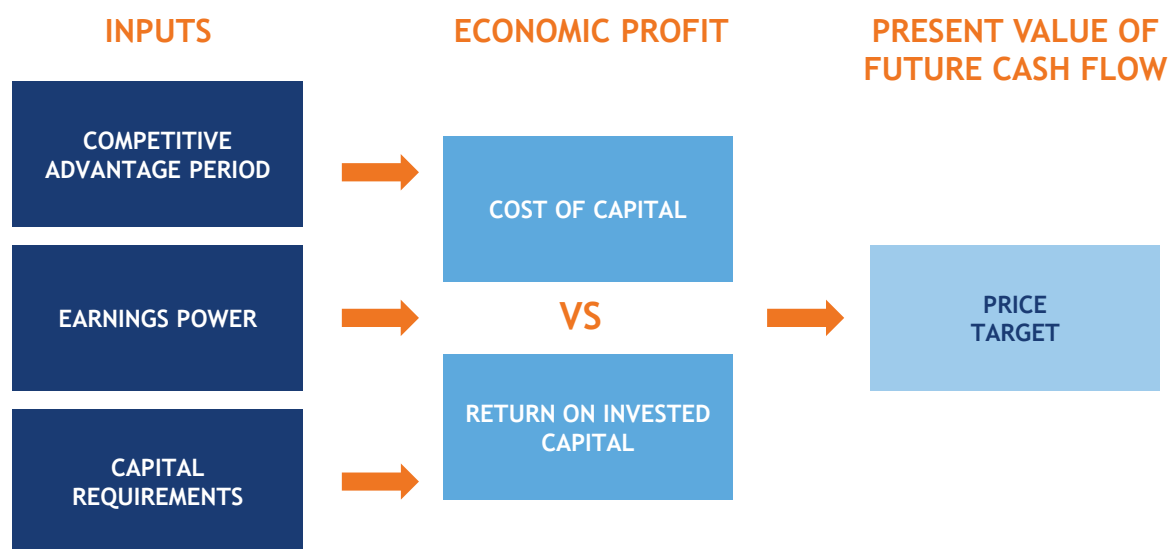 INPUTS
COMPETITIVE
ADVANTAGE PERIOD
EARNINGS POWER
CAPITAL
REQUIREMENTS
ECONOMIC PROFIT
COST OF CAPITAL
VS
RETURN ON INVESTED
CAPITAL
PRESENT VALUE OF
FUTURE CASH FLOW
PRICE
TARGET